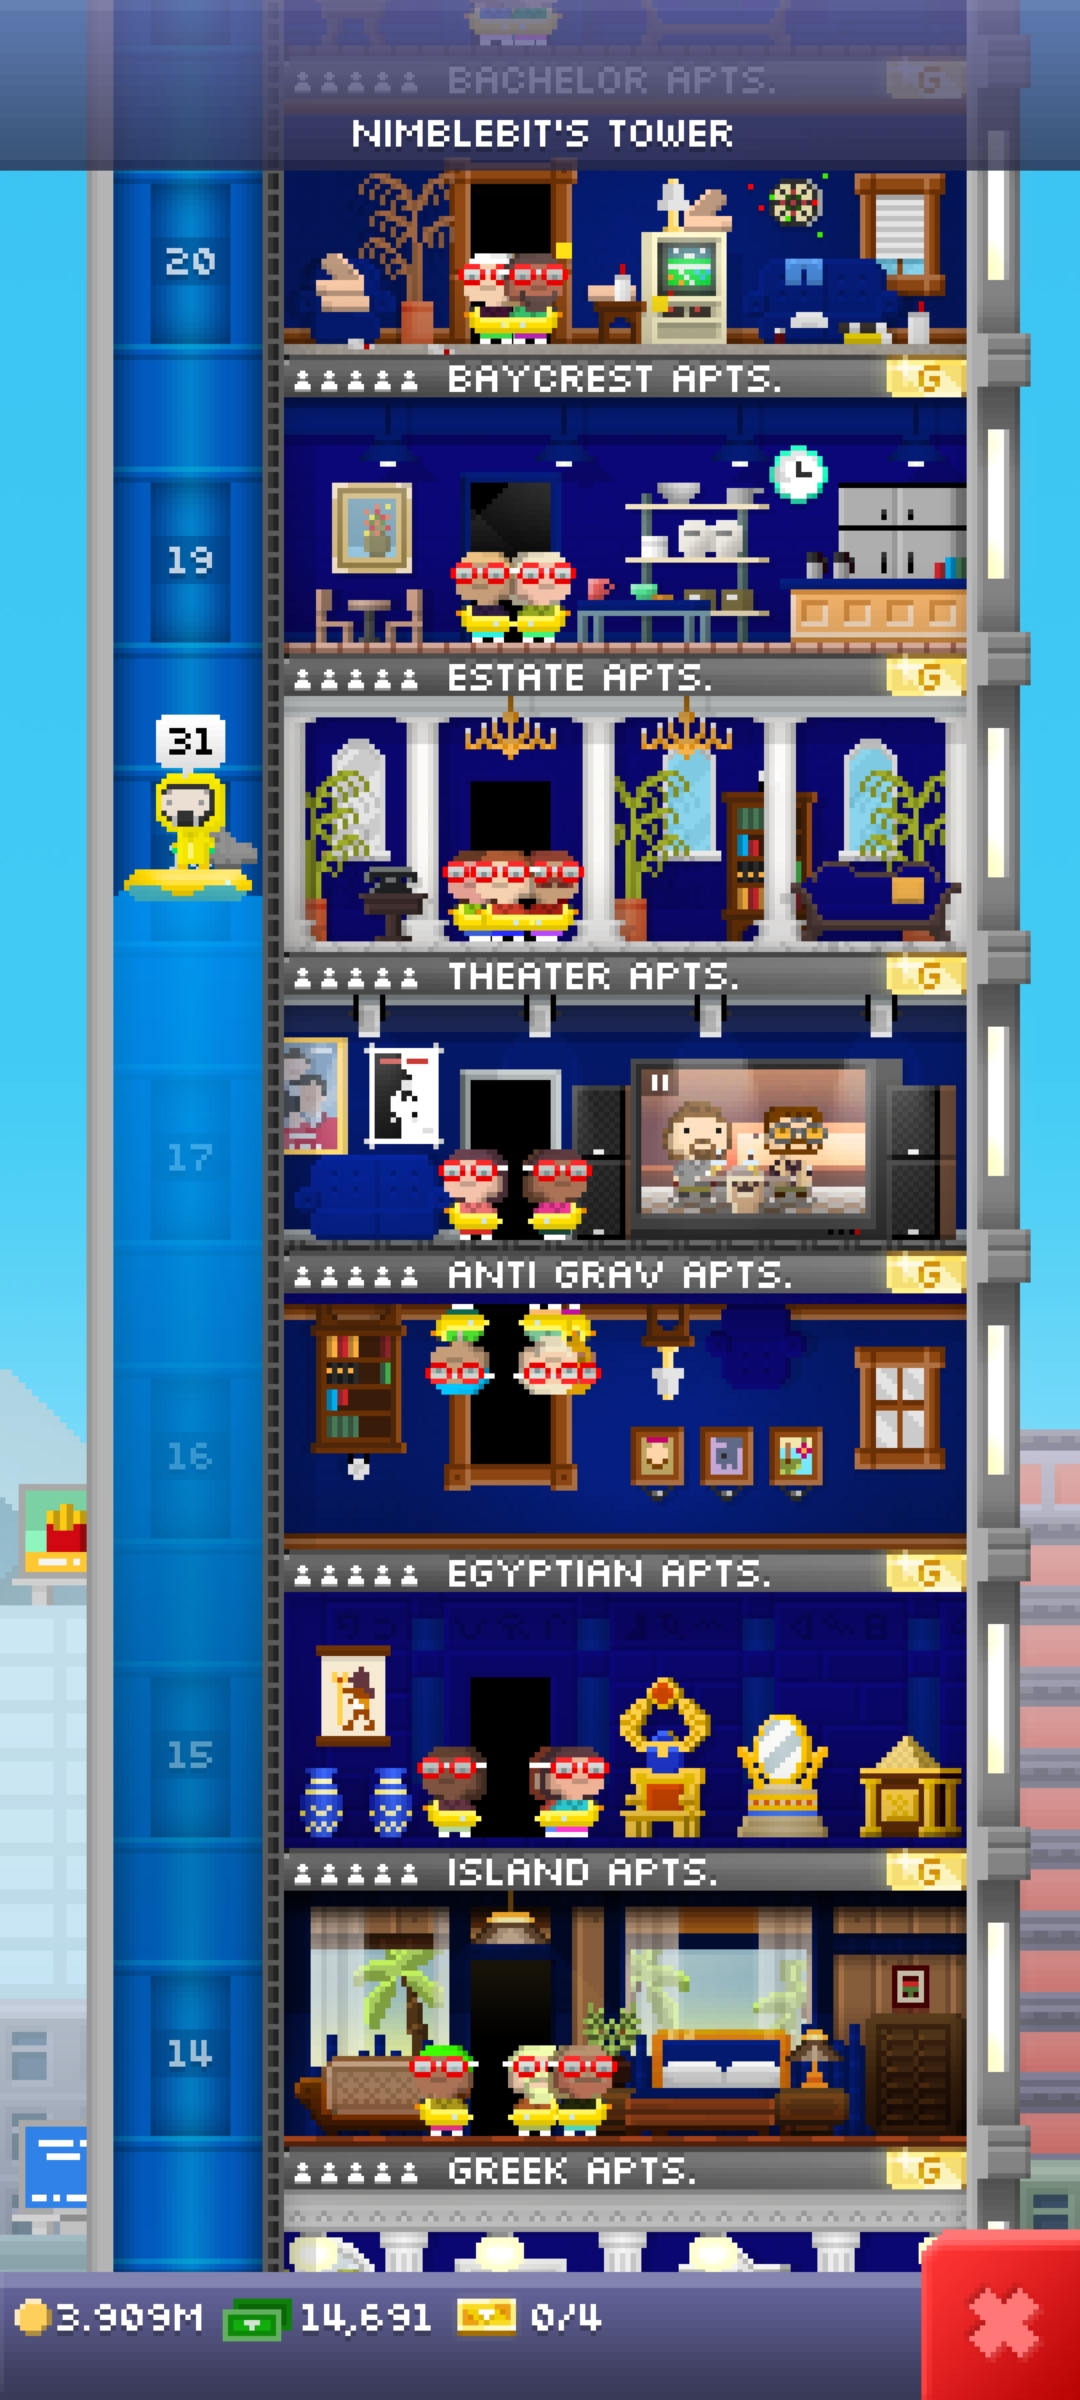 BACHELOR APTS. G
NIMBLEBIT'S TOWER
20
BAYCREST APTS. G
19
ESTATE APTS. G
31
THEATER APTS. G
17
ANTI GRAV APTS. G
16
EGYPTIAN APTS. G
15
ISLAND APTS. G
14
GREEK APTS. G
3.909M 14,691 0/4